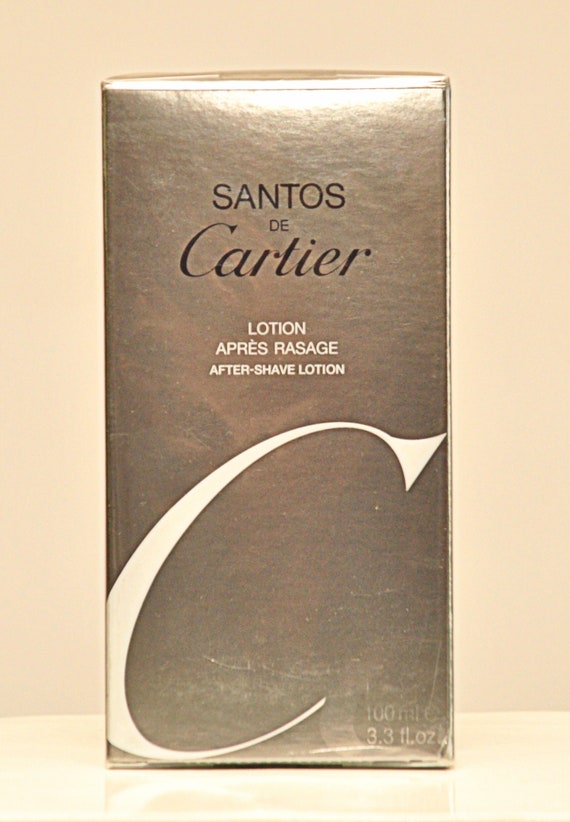 SANTOS
DE
Cartier
LOTION
APRÈS RASAGE
AFTER-SHAVE LOTION
C
100 ml ℮
3.3 fl.oz.